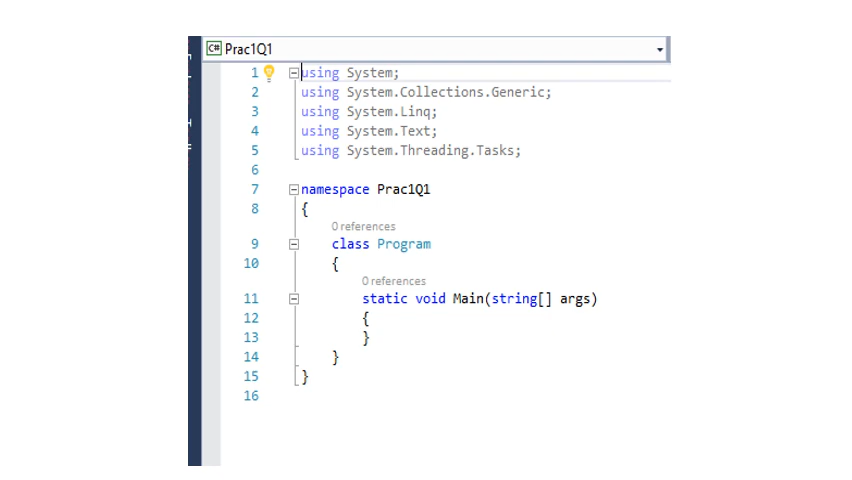 C# Prac1Q1
1 using System;
2 using System.Collections.Generic;
3 using System.Linq;
4 using System.Text;
5 using System.Threading.Tasks;
6
7 namespace Prac1Q1
8 {
0 references
9 class Program
10 {
0 references
11 static void Main(string[] args)
12 {
13 }
14 }
15 }
16